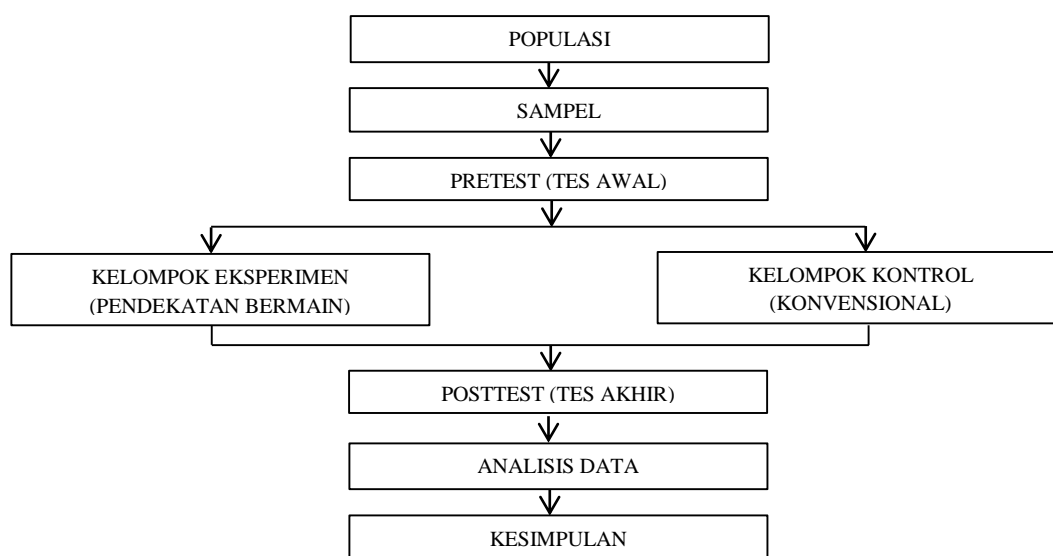 POPULASI
SAMPEL
PRETEST (TES AWAL)
KELOMPOK EKSPERIMEN
(PENDEKATAN BERMAIN)
KELOMPOK KONTROL
(KONVENSIONAL)
POSTTEST (TES AKHIR)
ANALISIS DATA
KESIMPULAN